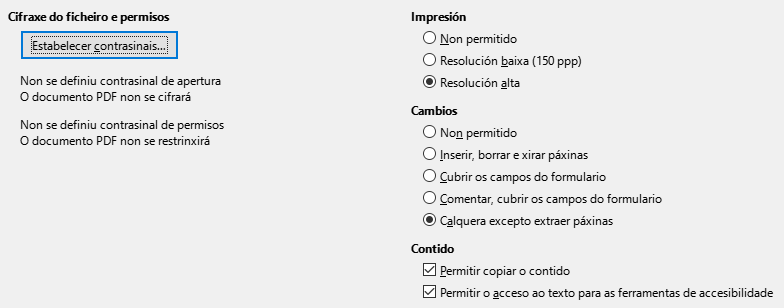 Cifraxe do ficheiro e permisos
Estabelecer contrasinais...
Non se definiu contrasinal de apertura
O documento PDF non se cifrará
Non se definiu contrasinal de permisos
O documento PDF non se restrinxirá
Impresión
Non permitido
Resolución baixa (150 ppp)
Resolución alta
Cambios
Non permitido
Inserir, borrar e xirar páxinas
Cubrir os campos do formulario
Comentar, cubrir os campos do formulario
Calquera excepto extraer páxinas
Contido
Permitir copiar o contido
Permitir o acceso ao texto para as ferramentas de accesibilidade